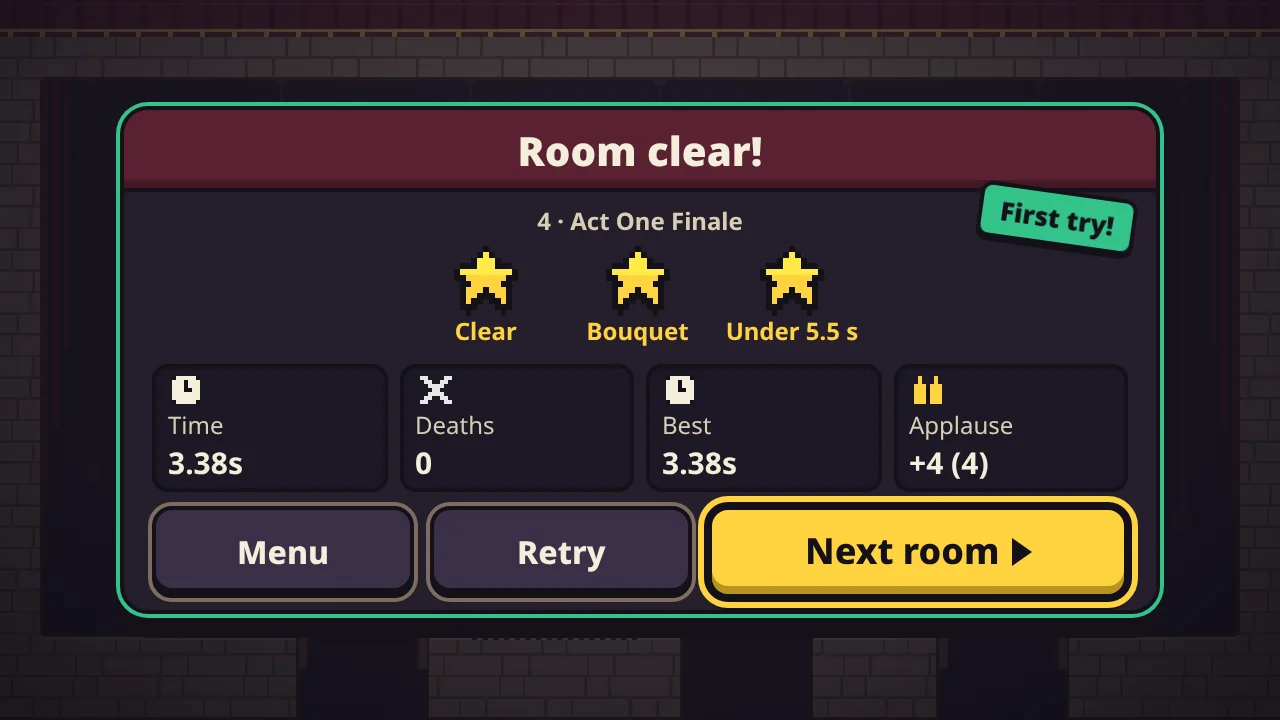 Room clear!
First try!
4 · Act One Finale
Clear
Bouquet
Under 5.5 s
Time
3.38s
Deaths
0
Best
3.38s
Applause
+4 (4)
Menu
Retry
Next room